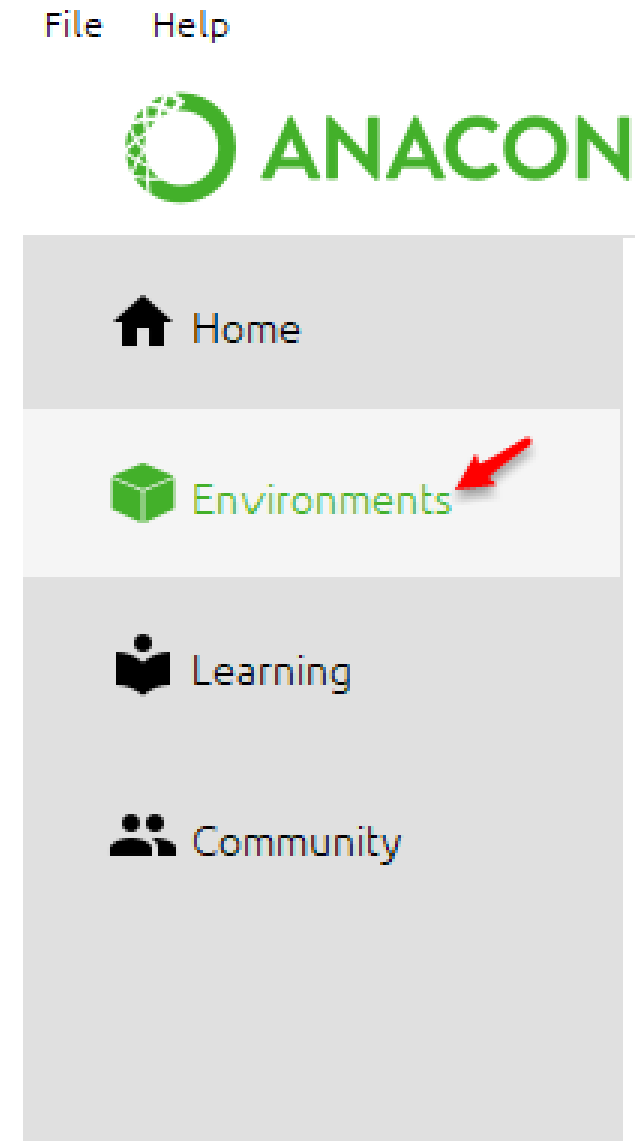 File Help
ANACON
Home
Environments
Learning
Community